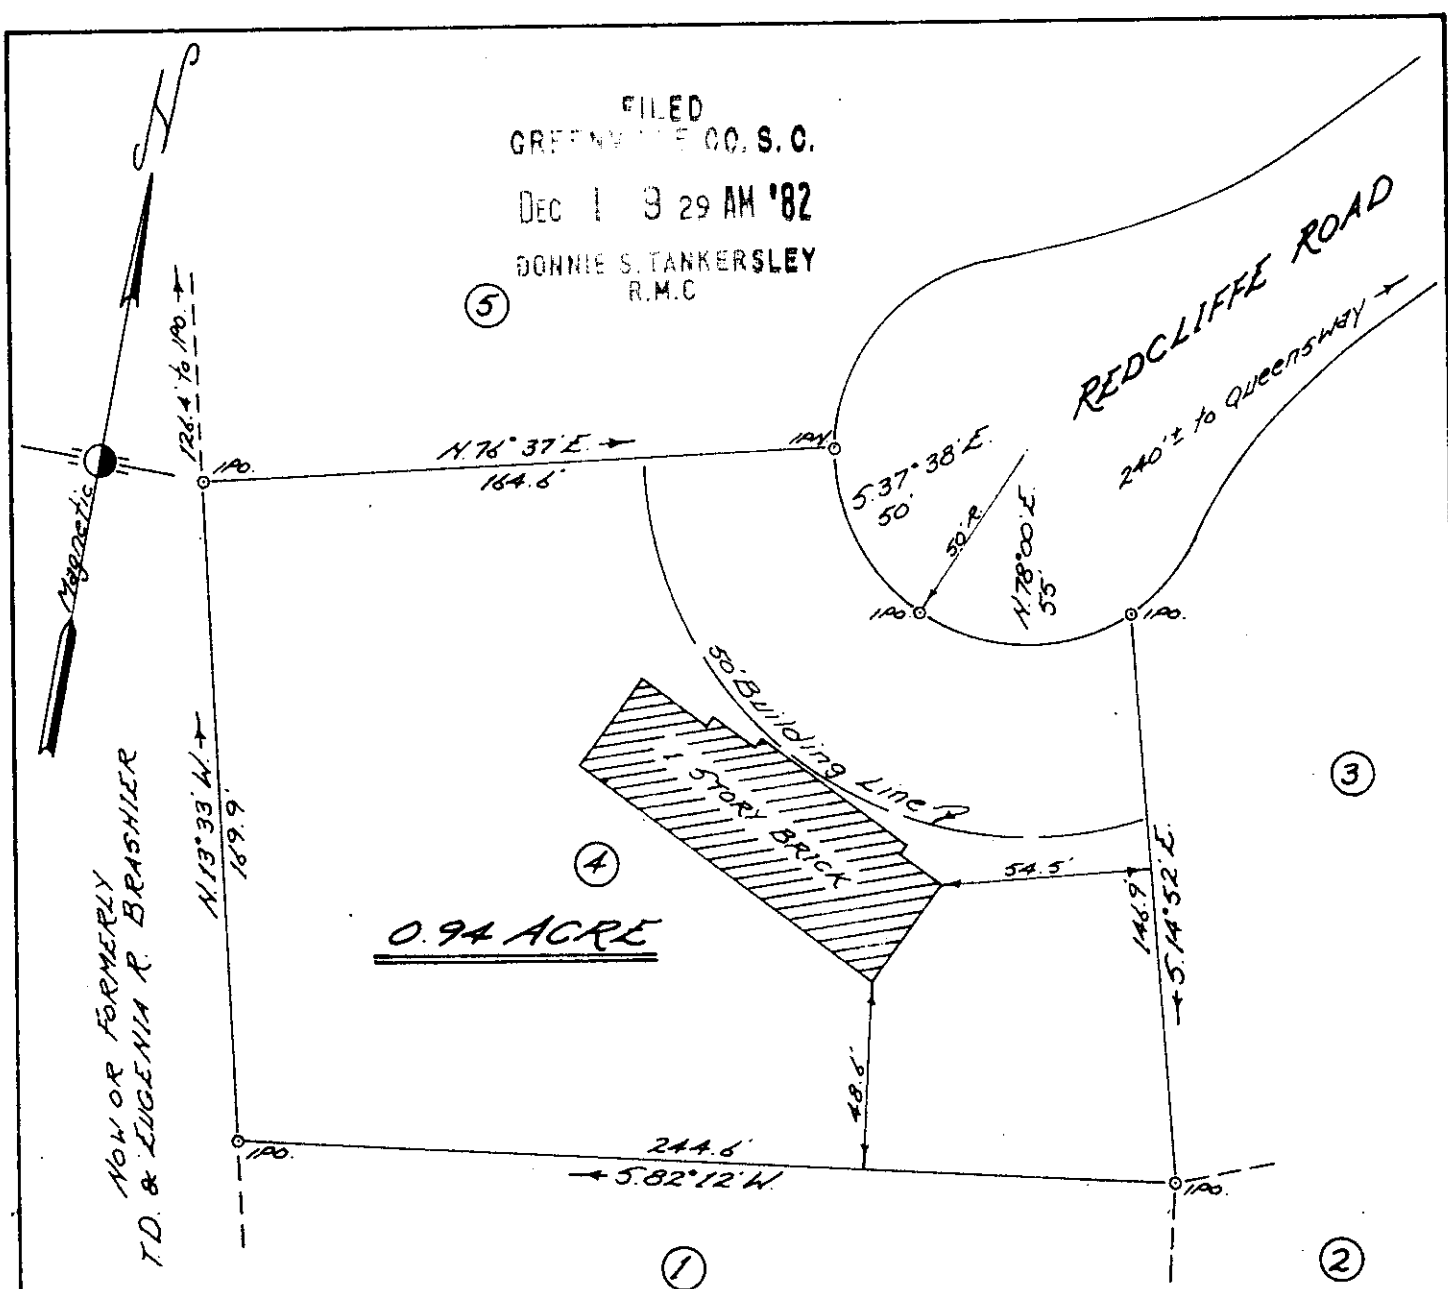 FILED
GREENVILLE CO. S. C.
DEC 1 9 29 AM '82
DONNIE S. TANKERSLEY
R.M.C
5
126.4' to IPO.
Magnetic
N
REDCLIFFE ROAD
240'± to Queensway
N.76°37'E.
164.6'
IPO.
IPN
S.37°38'E.
50'
50'R.
N.78°00'E.
55'
IPO.
IPO.
50' Building Line
1 STORY BRICK
3
N.13°33'W.
169.9'
4
0.94 ACRE
54.5'
146.9'
S.14°52'E.
NOW OR FORMERLY
T.D. & EUGENIA R. BRASHIER
48.6'
IPO.
244.6'
S.82°12'W.
IPO.
1
2